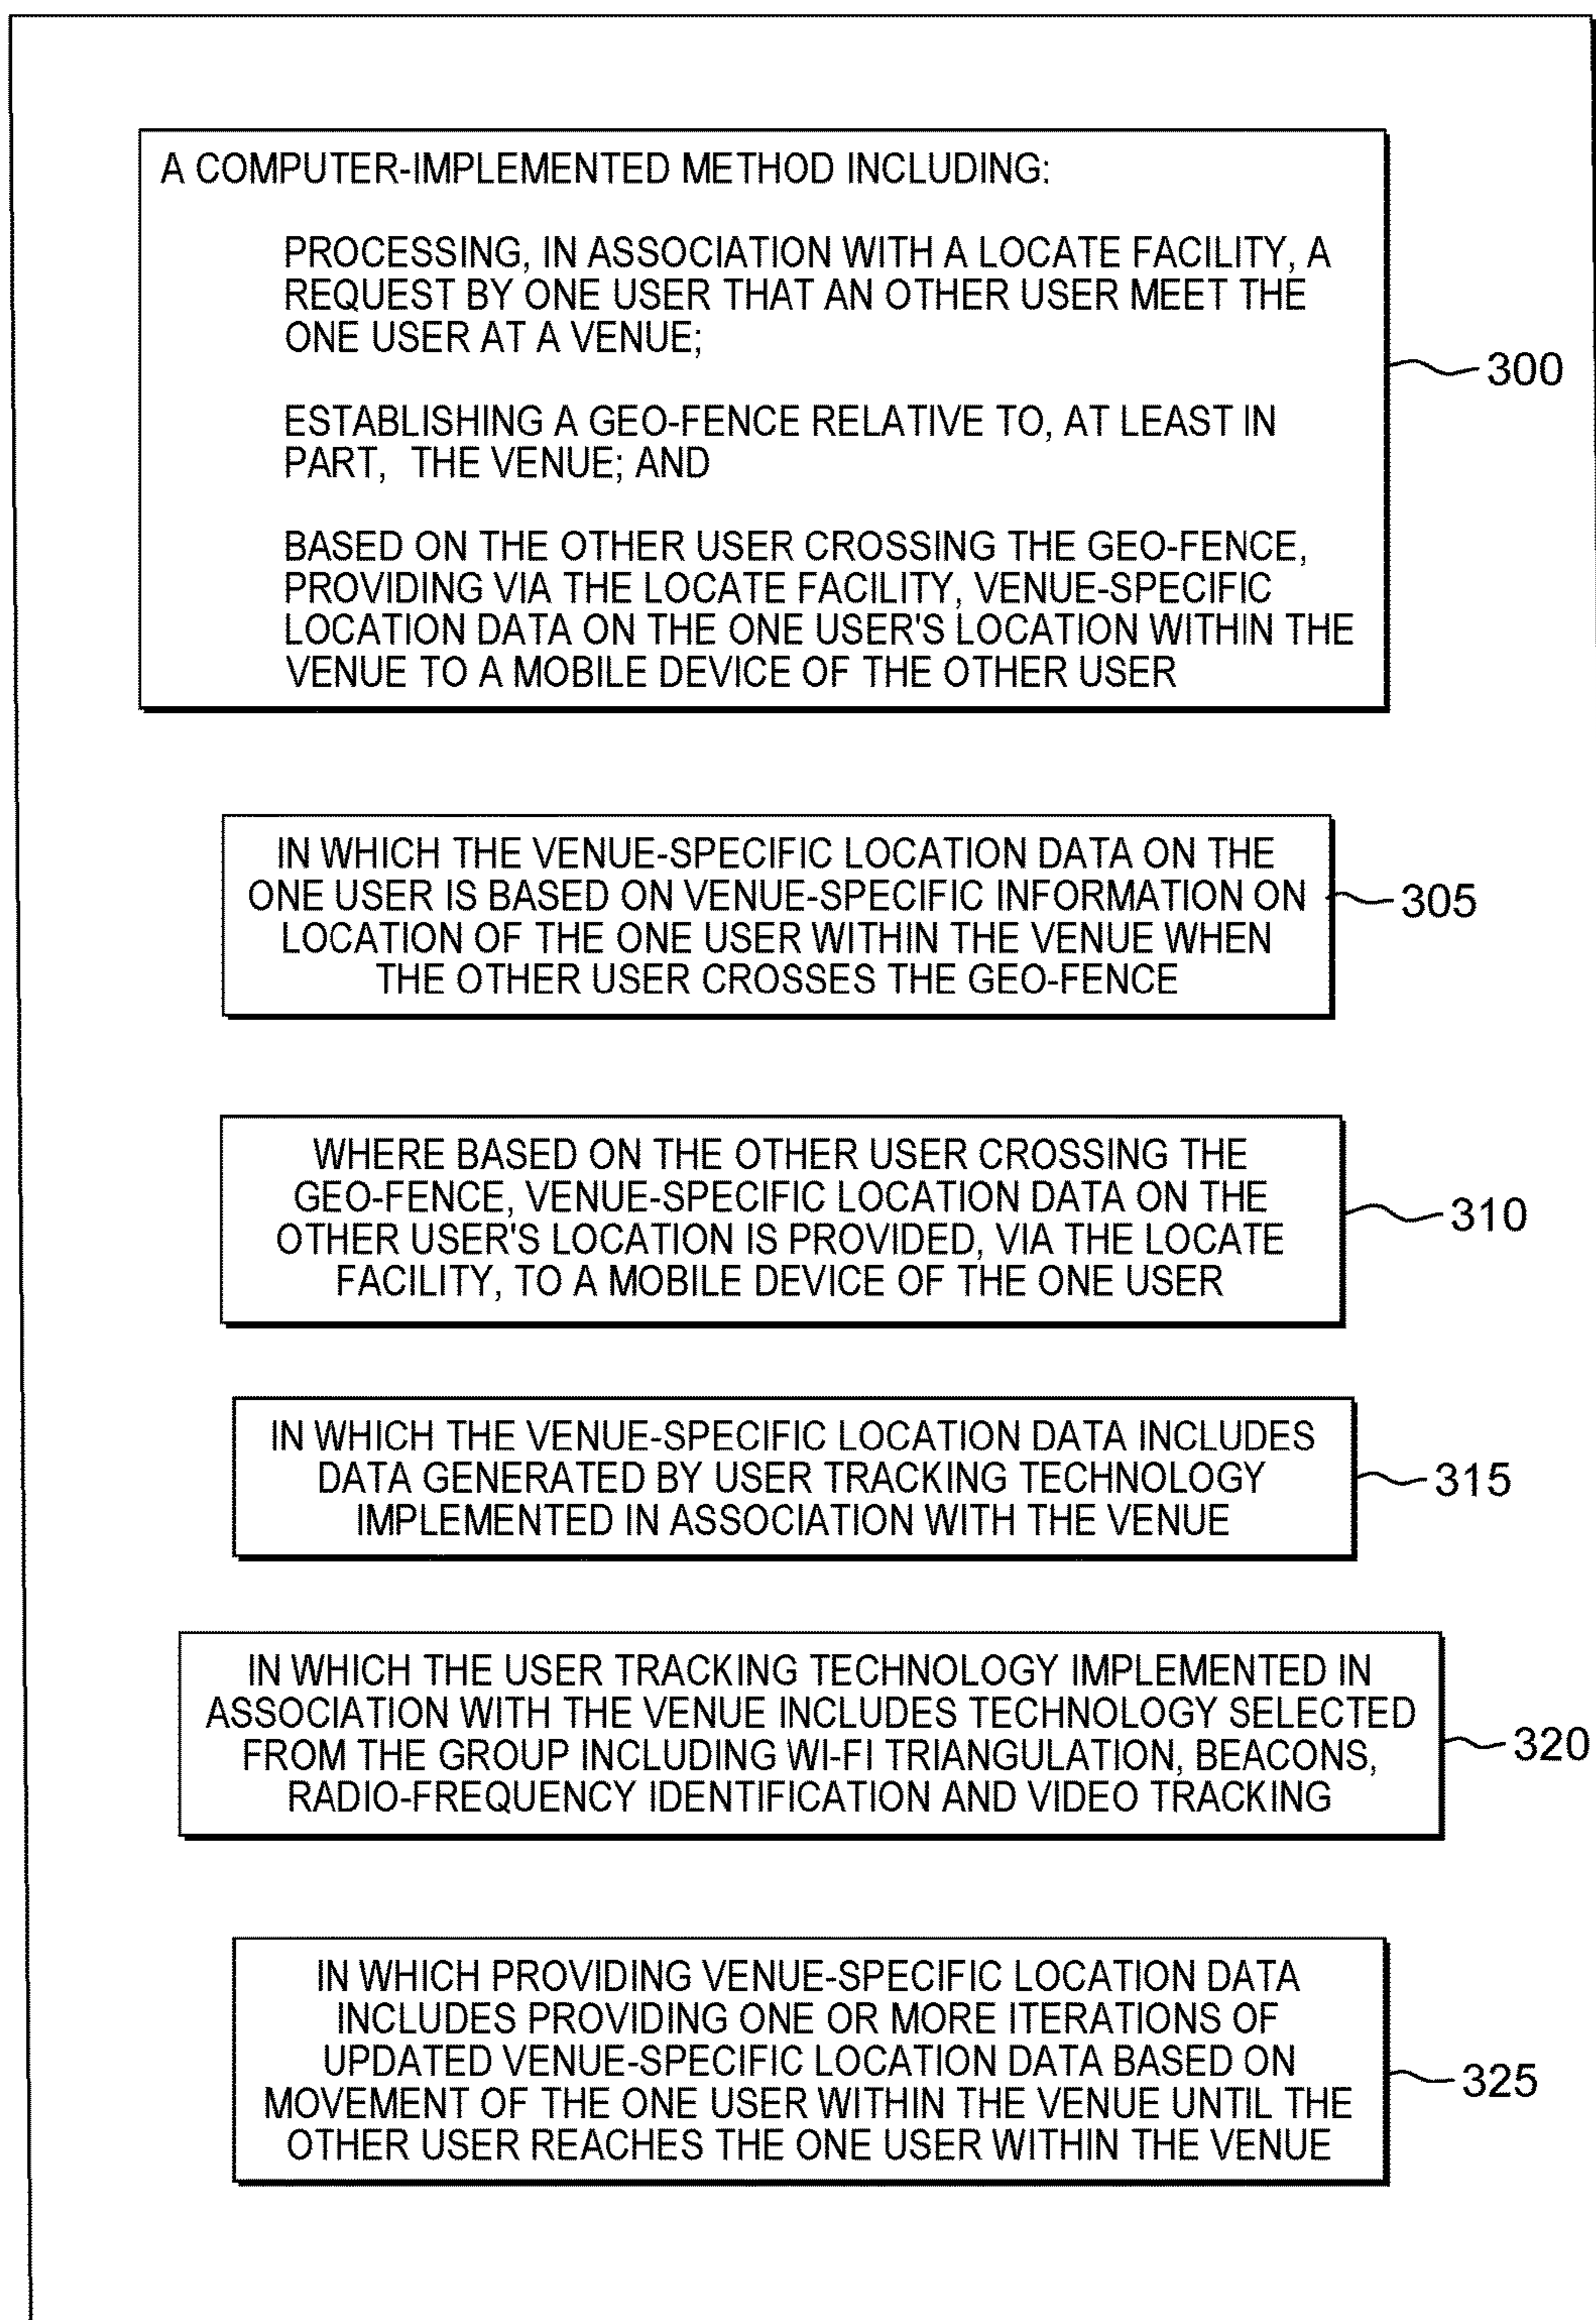 A COMPUTER-IMPLEMENTED METHOD INCLUDING:
PROCESSING, IN ASSOCIATION WITH A LOCATE FACILITY, A
REQUEST BY ONE USER THAT AN OTHER USER MEET THE
ONE USER AT A VENUE;
ESTABLISHING A GEO-FENCE RELATIVE TO, AT LEAST IN
PART, THE VENUE; AND
BASED ON THE OTHER USER CROSSING THE GEO-FENCE,
PROVIDING VIA THE LOCATE FACILITY, VENUE-SPECIFIC
LOCATION DATA ON THE ONE USER'S LOCATION WITHIN THE
VENUE TO A MOBILE DEVICE OF THE OTHER USER
300
IN WHICH THE VENUE-SPECIFIC LOCATION DATA ON THE
ONE USER IS BASED ON VENUE-SPECIFIC INFORMATION ON
LOCATION OF THE ONE USER WITHIN THE VENUE WHEN
THE OTHER USER CROSSES THE GEO-FENCE
305
WHERE BASED ON THE OTHER USER CROSSING THE
GEO-FENCE, VENUE-SPECIFIC LOCATION DATA ON THE
OTHER USER'S LOCATION IS PROVIDED, VIA THE LOCATE
FACILITY, TO A MOBILE DEVICE OF THE ONE USER
310
IN WHICH THE VENUE-SPECIFIC LOCATION DATA INCLUDES
DATA GENERATED BY USER TRACKING TECHNOLOGY
IMPLEMENTED IN ASSOCIATION WITH THE VENUE
315
IN WHICH THE USER TRACKING TECHNOLOGY IMPLEMENTED IN
ASSOCIATION WITH THE VENUE INCLUDES TECHNOLOGY SELECTED
FROM THE GROUP INCLUDING WI-FI TRIANGULATION, BEACONS,
RADIO-FREQUENCY IDENTIFICATION AND VIDEO TRACKING
320
IN WHICH PROVIDING VENUE-SPECIFIC LOCATION DATA
INCLUDES PROVIDING ONE OR MORE ITERATIONS OF
UPDATED VENUE-SPECIFIC LOCATION DATA BASED ON
MOVEMENT OF THE ONE USER WITHIN THE VENUE UNTIL THE
OTHER USER REACHES THE ONE USER WITHIN THE VENUE
325